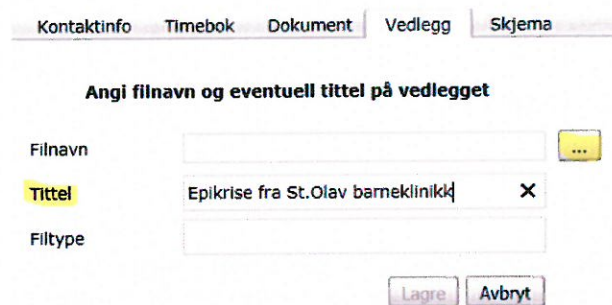 Kontaktinfo Timebok Dokument Vedlegg Skjema
Angi filnavn og eventuell tittel på vedlegget
Filnavn ...
Tittel Epikrise fra St.Olav barneklinikk
Filtype
Lagre Avbryt